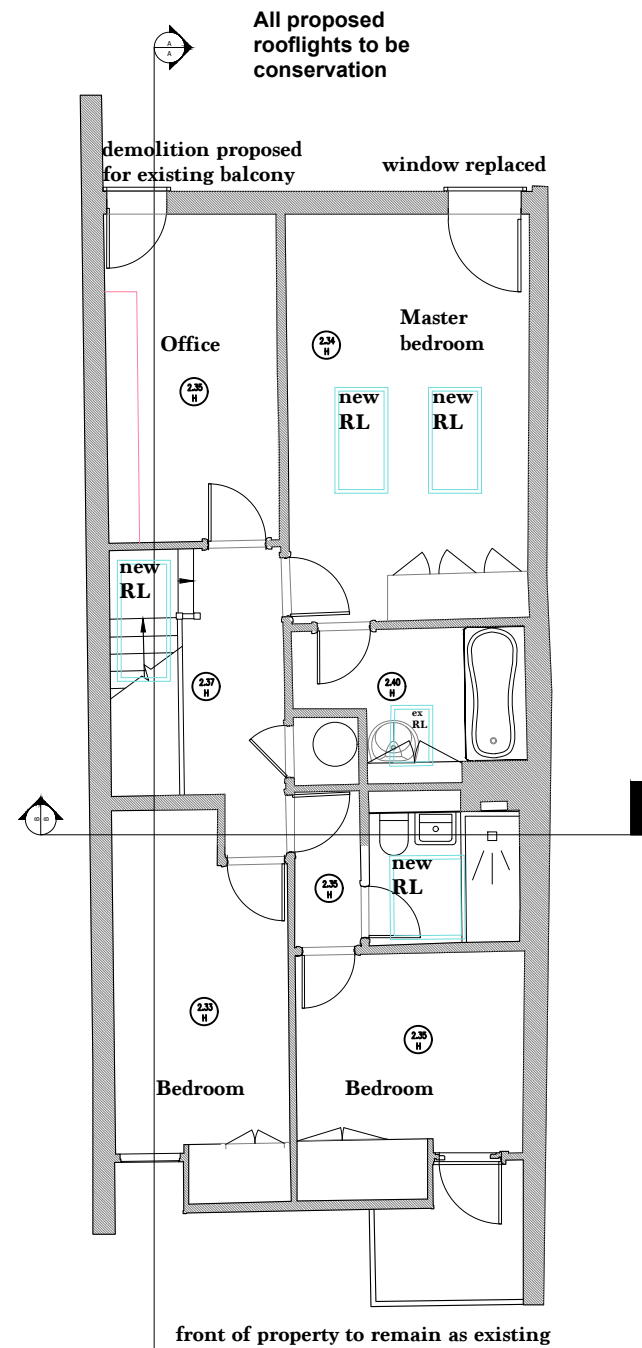 All proposed
rooflights to be
conservation
A
A
demolition proposed
for existing balcony
window replaced
Office
2.35
H
2.34
H
Master
bedroom
new
RL
new
RL
new
RL
2.37
H
2.40
H
ex
RL
B
B
new
RL
2.35
H
2.33
H
2.35
H
Bedroom
Bedroom
front of property to remain as existing